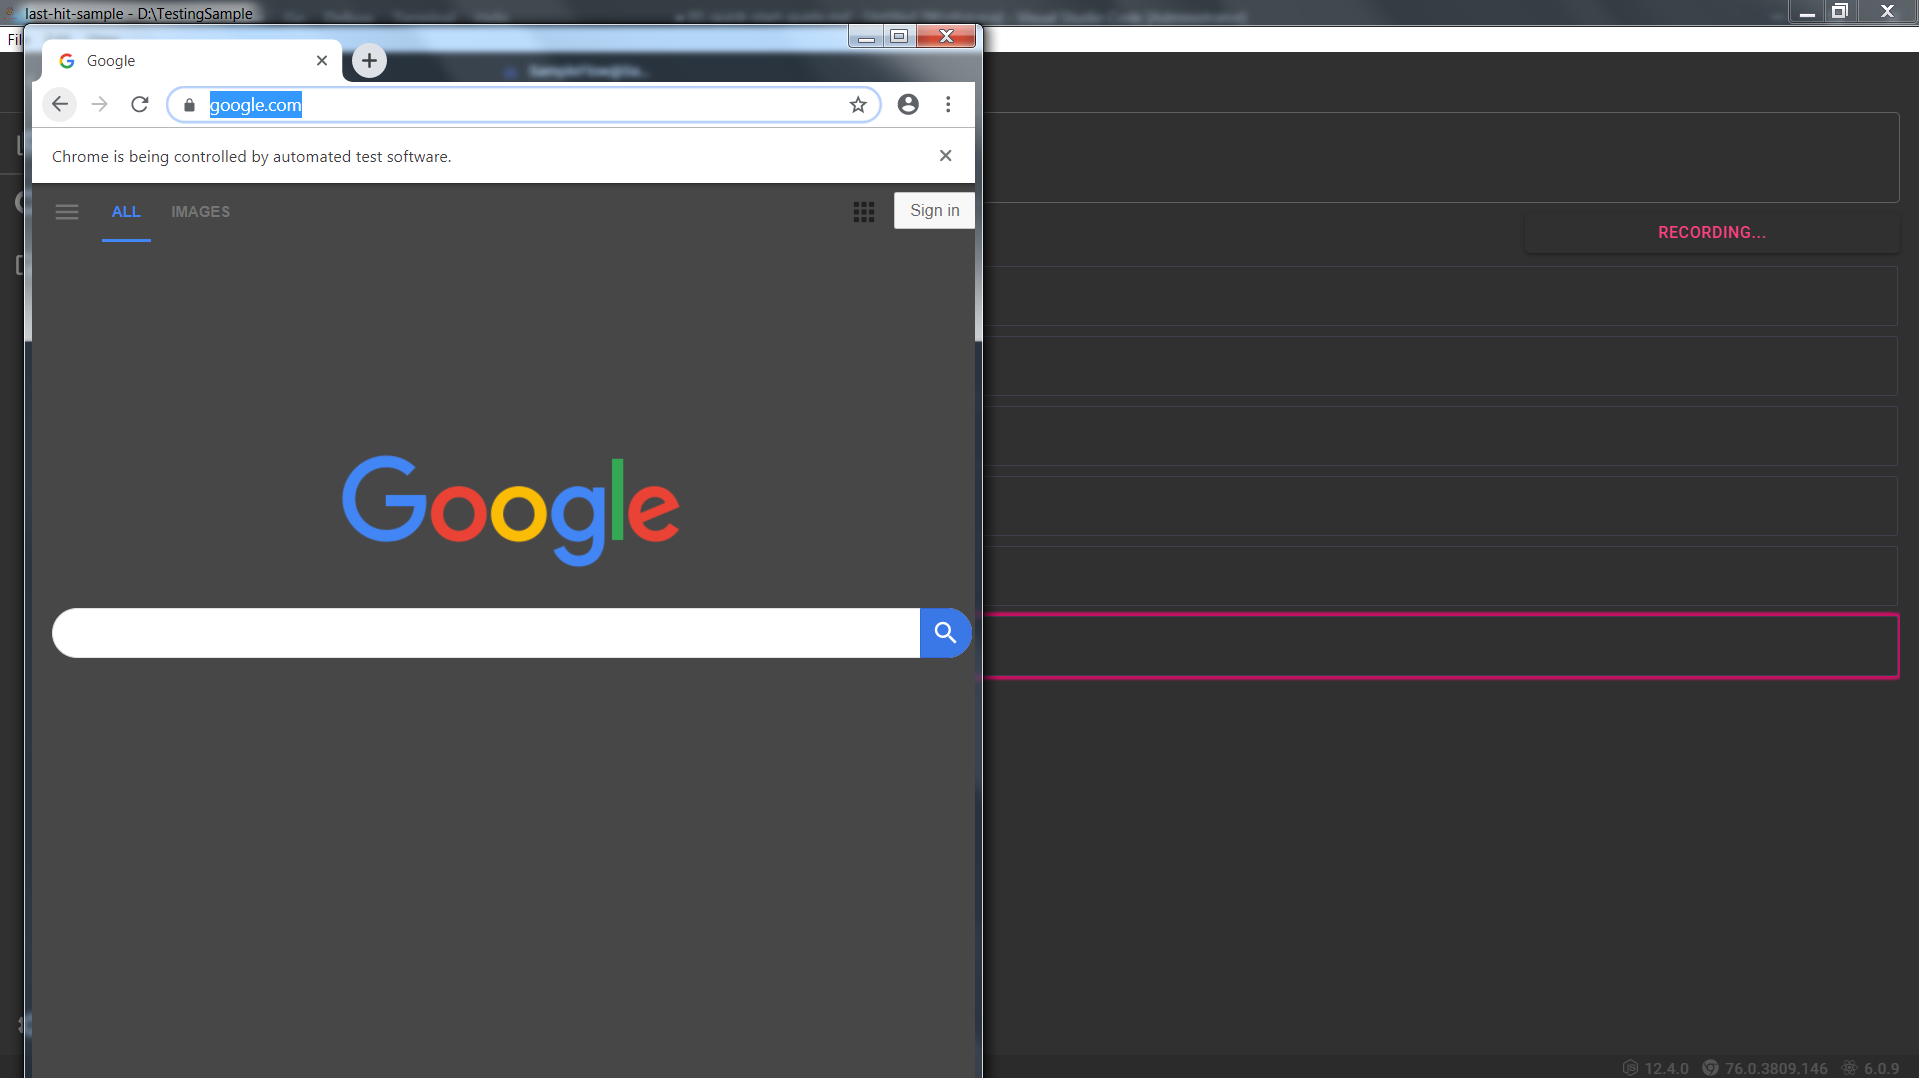 last-hit-sample - D:\TestingSample
Google
google.com
Chrome is being controlled by automated test software.
ALL
IMAGES
Sign in
RECORDING...
Google
12.4.0
76.0.3809.146
6.0.9